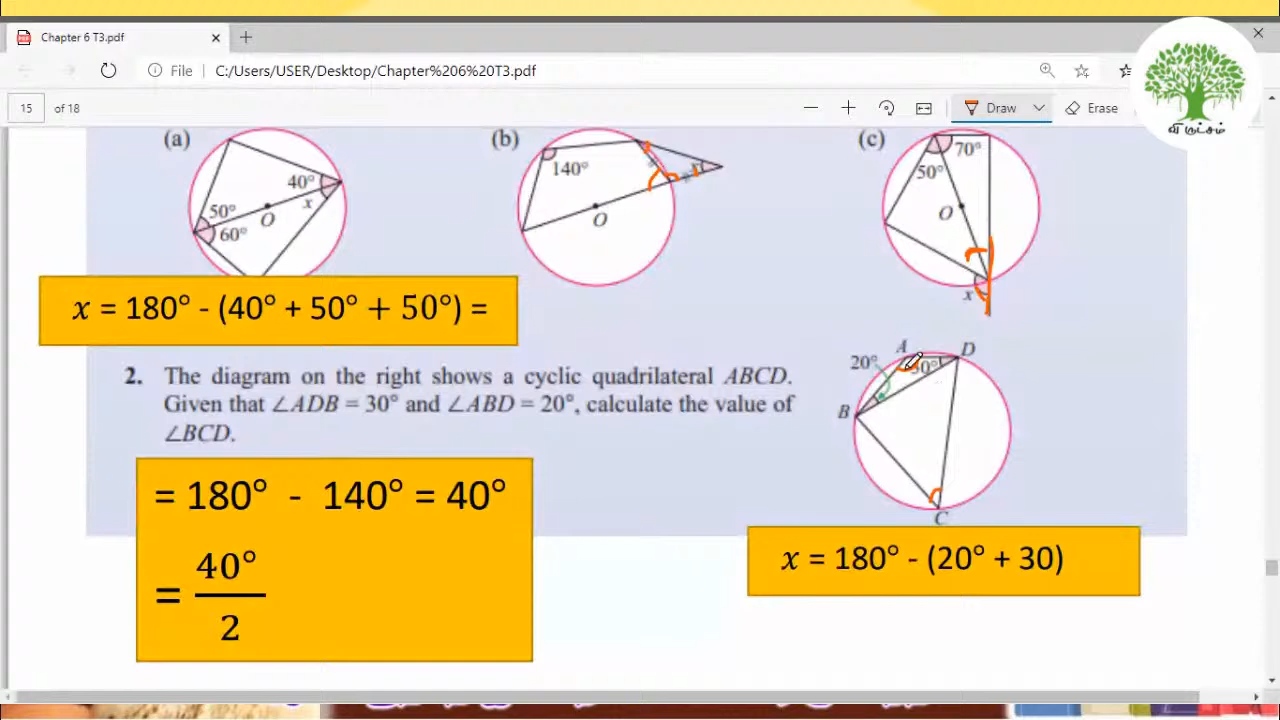 Chapter 6 T3.pdf
File
C:/Users/USER/Desktop/Chapter%206%20T3.pdf
15 of 18
Draw
Erase
விருட்சம்
(a)
40°
x
50°
60°
O
(b)
140°
O
(c)
70°
50°
O
x
x = 180° - (40° + 50° + 50°) =
2. The diagram on the right shows a cyclic quadrilateral ABCD.
Given that ∠ADB = 30° and ∠ABD = 20°, calculate the value of
∠BCD.
A
D
20°
30°
B
C
= 180° - 140° = 40°
= 40°
2
x = 180° - (20° + 30)